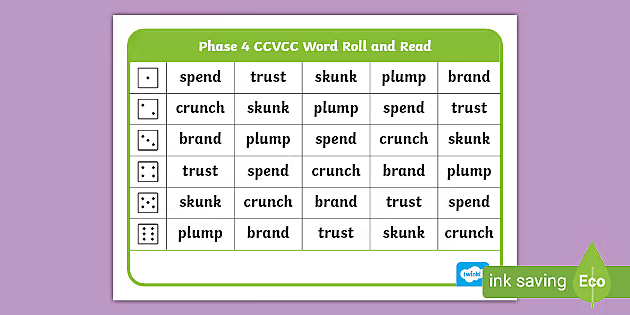 Phase 4 CCVCC Word Roll and Read
spend trust skunk plump brand
crunch skunk plump spend trust
brand plump spend crunch skunk
trust spend crunch brand plump
skunk crunch brand trust spend
plump brand trust skunk crunch
twinkl
ink saving Eco